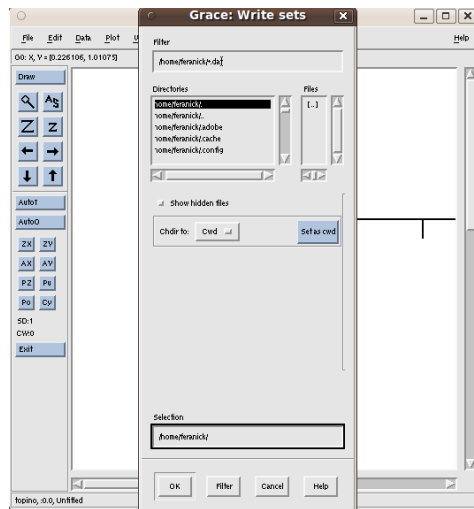 Grace: Write sets
File Edit Data Plot
Help
G0: X, Y = [0.226106, 1.01075]
Draw
AS
Z Z
AutoT
AutoO
ZX ZY
AX AY
PZ Pu
Po Cy
SD:1
CW:0
Exit
Filter
/home/feranick/*.dat
Directories
Files
home/feranick/.
home/feranick/..
home/feranick/.adobe
home/feranick/.cache
home/feranick/.config
[..]
Show hidden files
Chdir to: Cwd
Set as cwd
Selection
/home/feranick/
OK Filter Cancel Help
topino, :0.0, Untitled